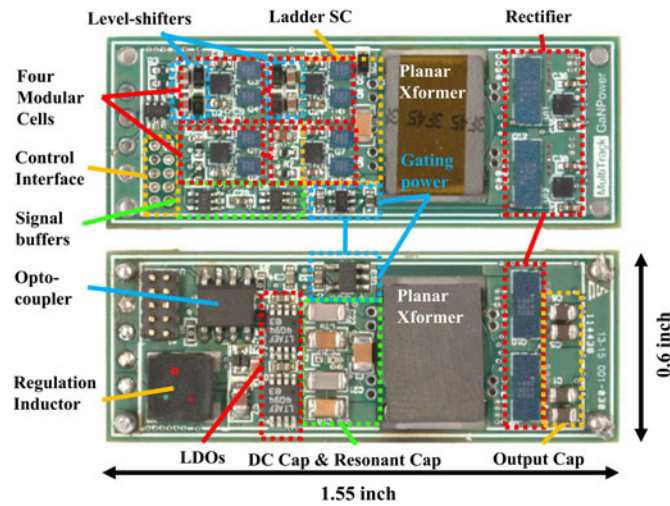 Level-shifters
Ladder SC
Rectifier
Four
Modular
Cells
Planar
Xformer
3F45
Control
Interface
Gating
power
MultiTrack GaNPower
Signal
buffers
Opto-
coupler
Planar
Xformer
Regulation
Inductor
LDOs
DC Cap & Resonant Cap
Output Cap
0.6 inch
1.55 inch